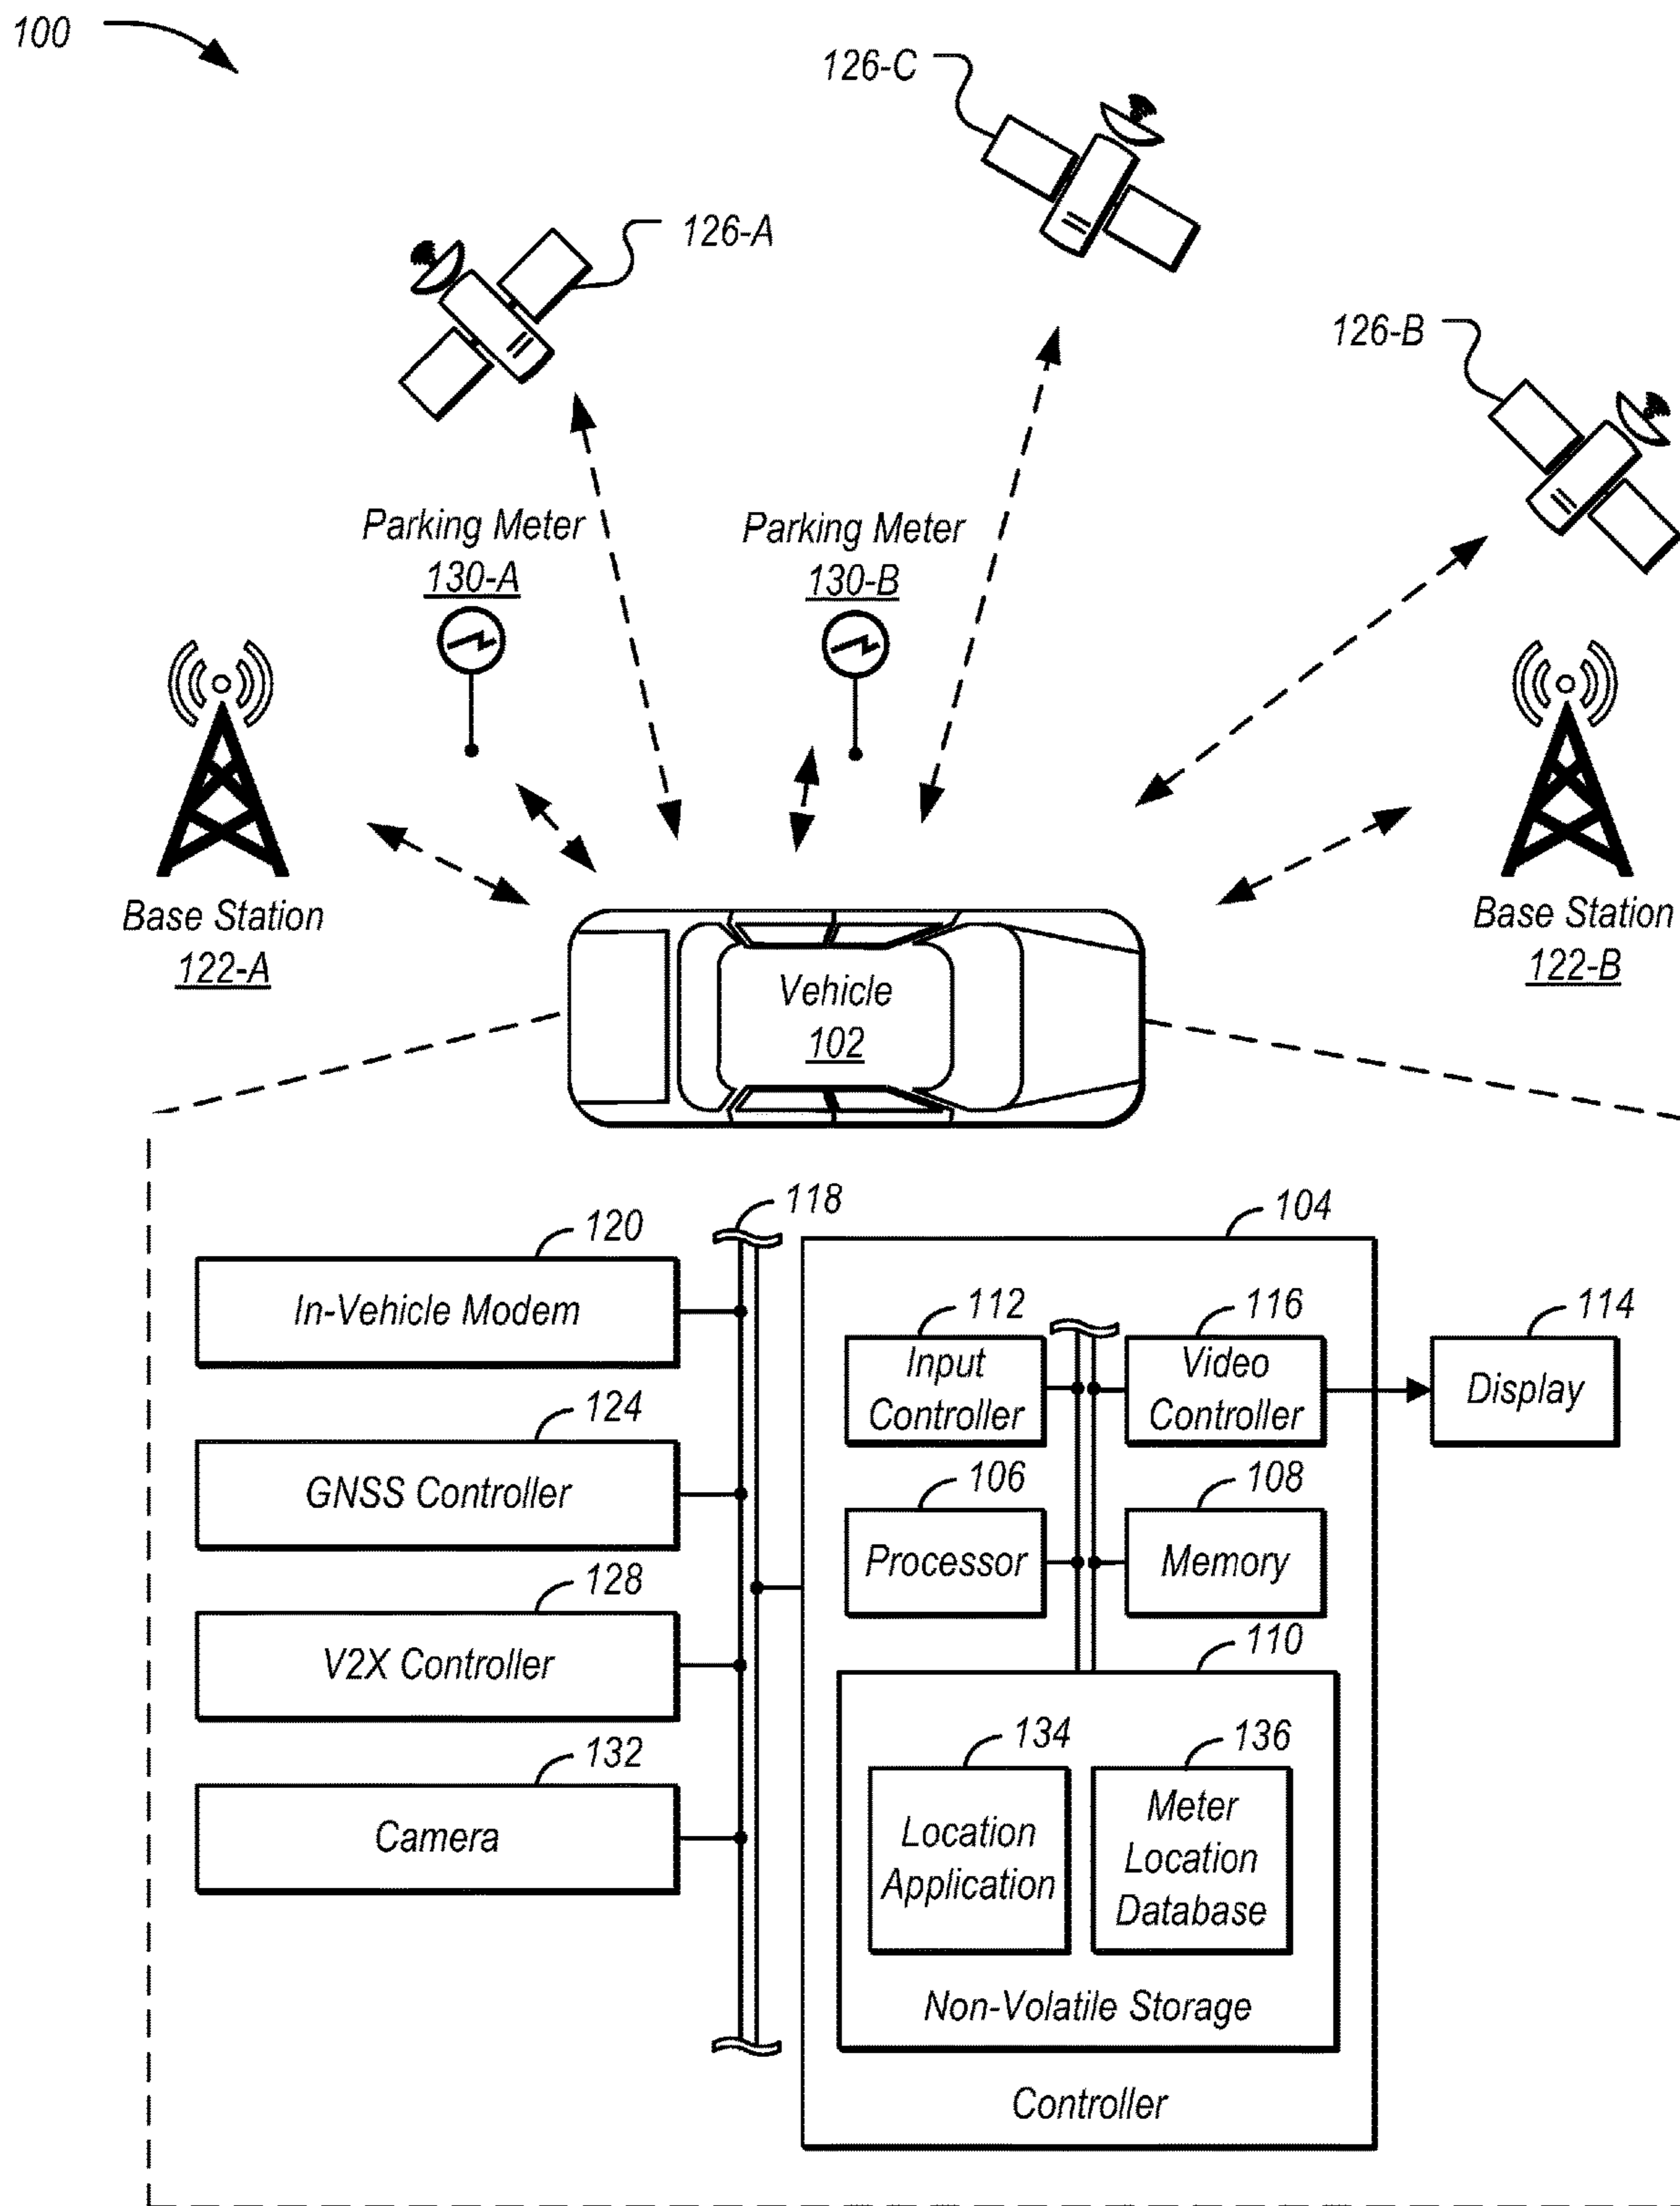 100
126-C
126-A
126-B
Parking Meter
130-A
Parking Meter
130-B
Base Station
122-A
Base Station
122-B
Vehicle
102
118
104
120
In-Vehicle Modem
112
Input
Controller
116
Video
Controller
114
Display
124
GNSS Controller
106
Processor
108
Memory
128
V2X Controller
110
134
Location
Application
136
Meter
Location
Database
132
Camera
Non-Volatile Storage
Controller